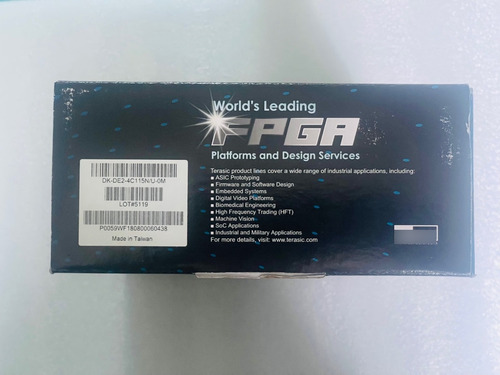 World's Leading
FPGA
Platforms and Design Services
Terasic product lines cover a wide range of industrial applications, including:
■ ASIC Prototyping
■ Firmware and Software Design
■ Embedded Systems
■ Digital Video Platforms
■ Biomedical Engineering
■ High Frequency Trading (HFT)
■ Machine Vision
■ SoC Applications
■ Industrial and Military Applications
For more details, visit: www.terasic.com
DK-DE2-4C115N/U-0M
LOT#5119
P0059WF180800060438
Made in Taiwan